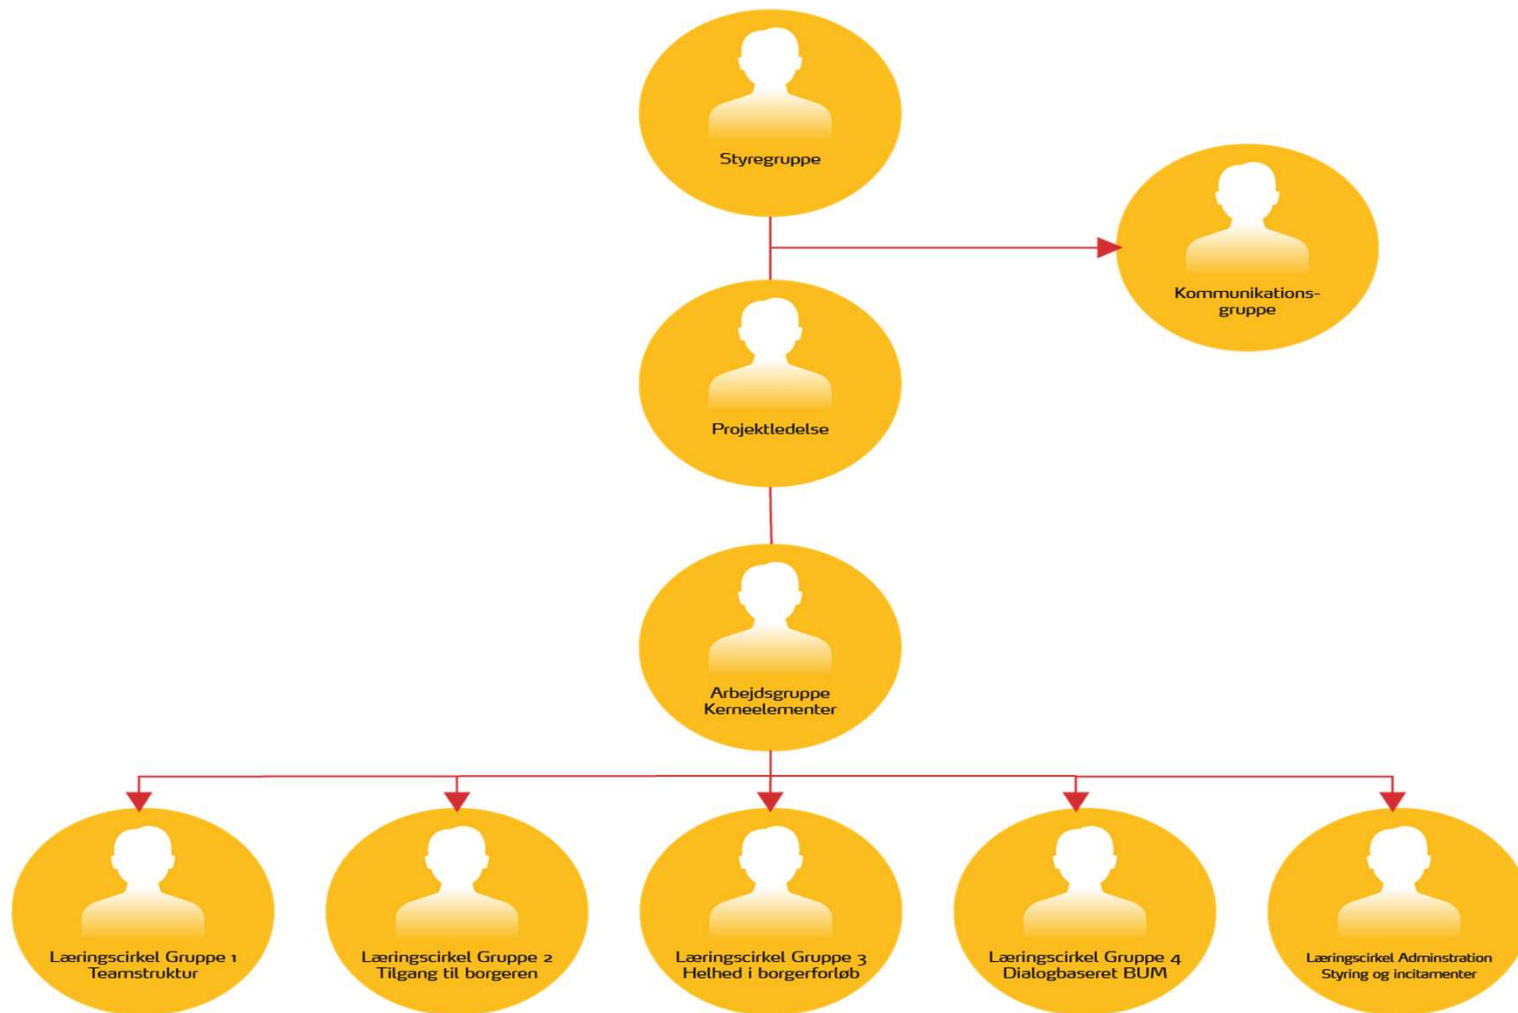 Styregruppe
Kommunikations-
gruppe
Projektledelse
Arbejdsgruppe
Kerneelementer
Læringscirkel Gruppe 1
Teamstruktur
Læringscirkel Gruppe 2
Tilgang til borgeren
Læringscirkel Gruppe 3
Helhed i borgerforløb
Læringscirkel Gruppe 4
Dialogbaseret BUM
Læringscirkel Adminstration
Styring og incitamenter